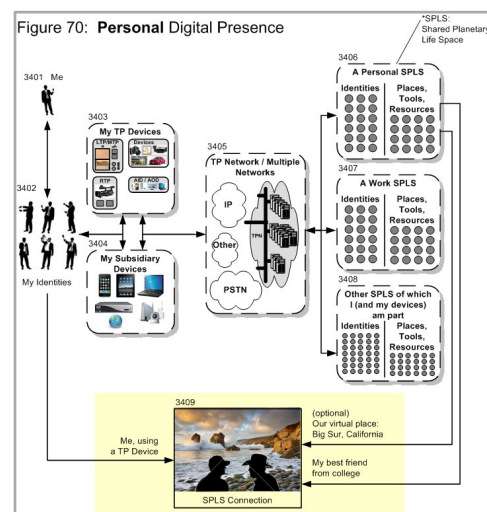 Figure 70: Personal Digital Presence
*SPLS:
Shared Planetary
Life Space
3401 Me
3402
My Identities
3403
My TP Devices
LTP/MTP
Devices
RTP
AID / AOD
3404
My Subsidiary
Devices
3405
TP Network / Multiple
Networks
IP
Other
TPN
PSTN
3406
A Personal SPLS
Identities
Places,
Tools,
Resources
3407
A Work SPLS
Identities
Places,
Tools,
Resources
3408
Other SPLS of which
I (and my devices)
am part
Identities
Places,
Tools,
Resources
3409
Me, using
a TP Device
SPLS Connection
(optional)
Our virtual place:
Big Sur, California
My best friend
from college